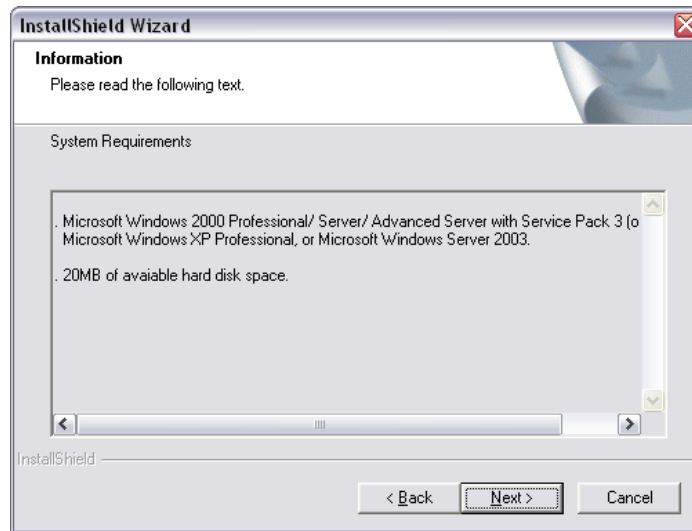 InstallShield Wizard
Information
Please read the following text.
System Requirements
. Microsoft Windows 2000 Professional/ Server/ Advanced Server with Service Pack 3 (o
Microsoft Windows XP Professional, or Microsoft Windows Server 2003.
. 20MB of avaiable hard disk space.
InstallShield
< Back
Next >
Cancel